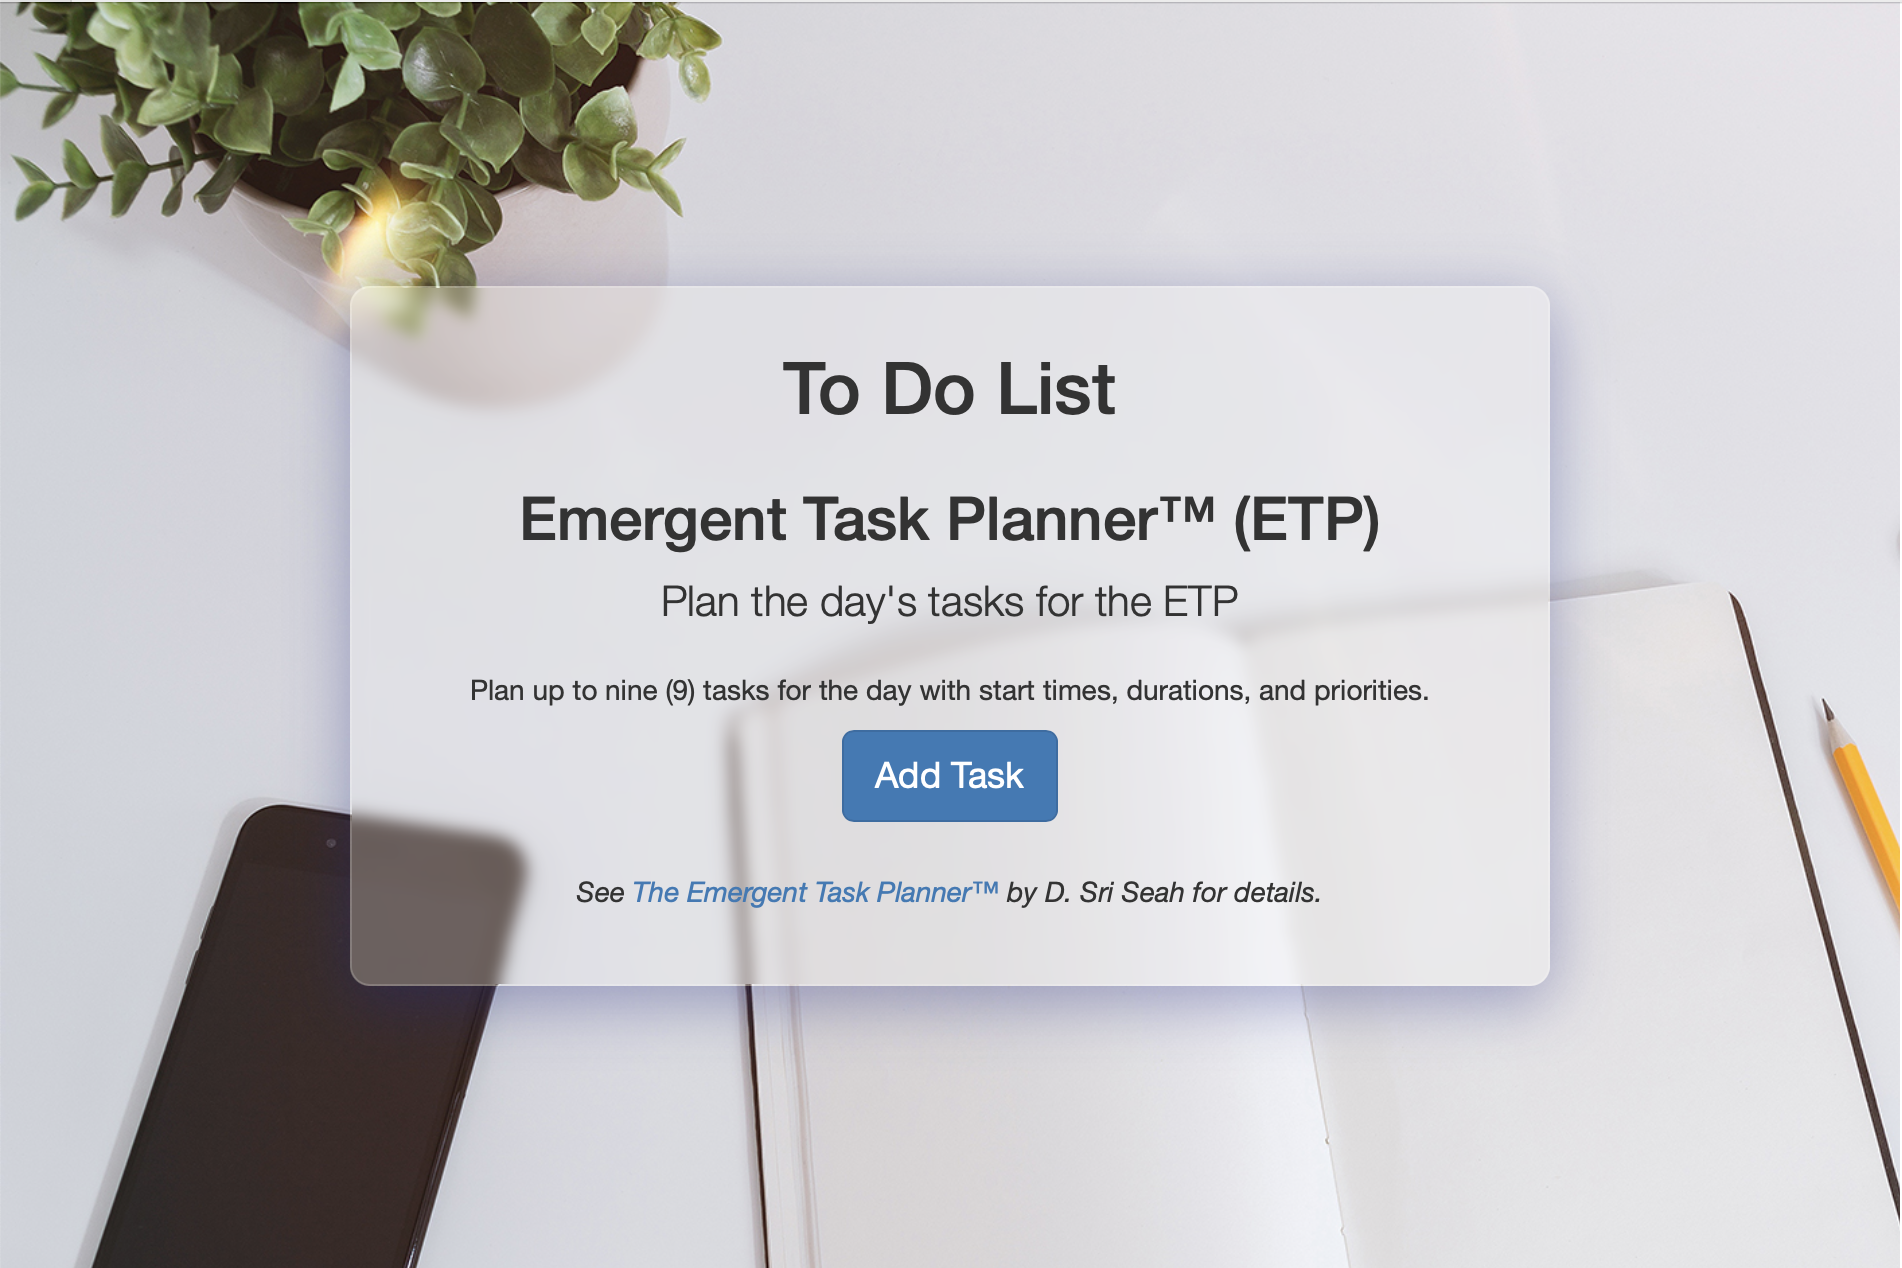 To Do List
Emergent Task Planner™ (ETP)
Plan the day's tasks for the ETP
Plan up to nine (9) tasks for the day with start times, durations, and priorities.
Add Task
See The Emergent Task Planner™ by D. Sri Seah for details.